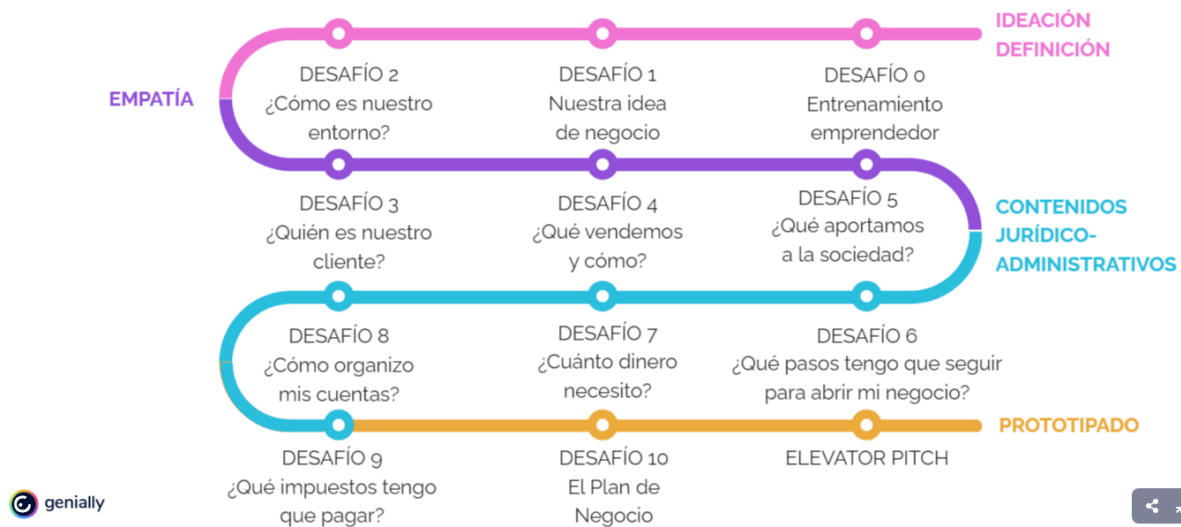 IDEACIÓN
DEFINICIÓN
DESAFÍO 2
¿Cómo es nuestro
entorno?
DESAFÍO 1
Nuestra idea
de negocio
DESAFÍO 0
Entrenamiento
emprendedor
EMPATÍA
DESAFÍO 3
¿Quién es nuestro
cliente?
DESAFÍO 4
¿Qué vendemos
y cómo?
DESAFÍO 5
¿Qué aportamos
a la sociedad?
CONTENIDOS
JURÍDICO-
ADMINISTRATIVOS
DESAFÍO 8
¿Cómo organizo
mis cuentas?
DESAFÍO 7
¿Cuánto dinero
necesito?
DESAFÍO 6
¿Qué pasos tengo que seguir
para abrir mi negocio?
PROTOTIPADO
DESAFÍO 9
¿Qué impuestos tengo
que pagar?
DESAFÍO 10
El Plan de
Negocio
ELEVATOR PITCH
genially